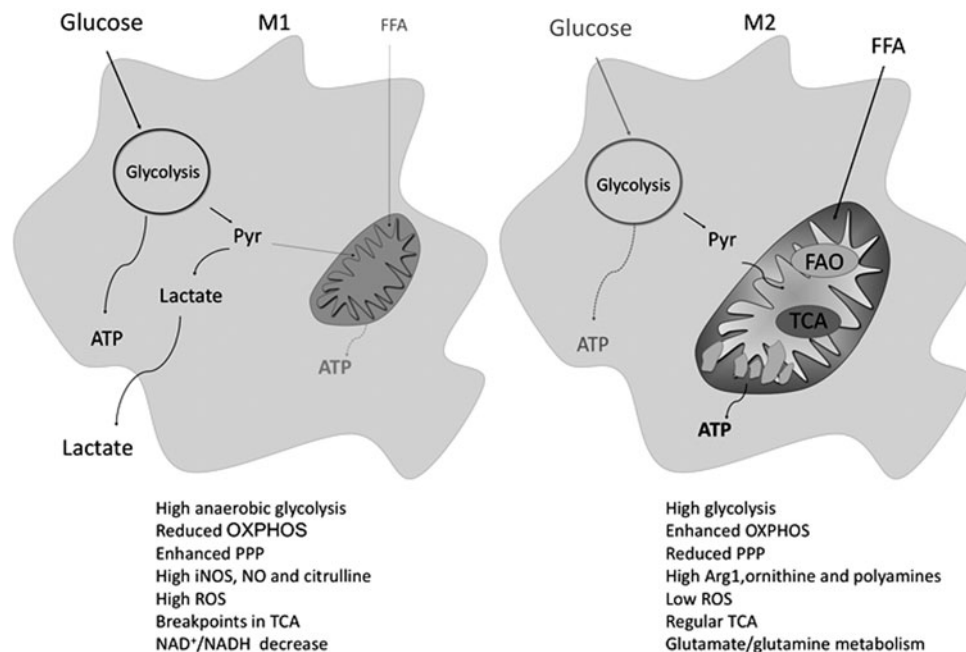 Glucose
M1
FFA
Glycolysis
Pyr
Lactate
ATP
ATP
Lactate
High anaerobic glycolysis
Reduced OXPHOS
Enhanced PPP
High iNOS, NO and citrulline
High ROS
Breakpoints in TCA
NAD⁺/NADH decrease
Glucose
M2
FFA
Glycolysis
Pyr
FAO
TCA
ATP
ATP
High glycolysis
Enhanced OXPHOS
Reduced PPP
High Arg1,ornithine and polyamines
Low ROS
Regular TCA
Glutamate/glutamine metabolism